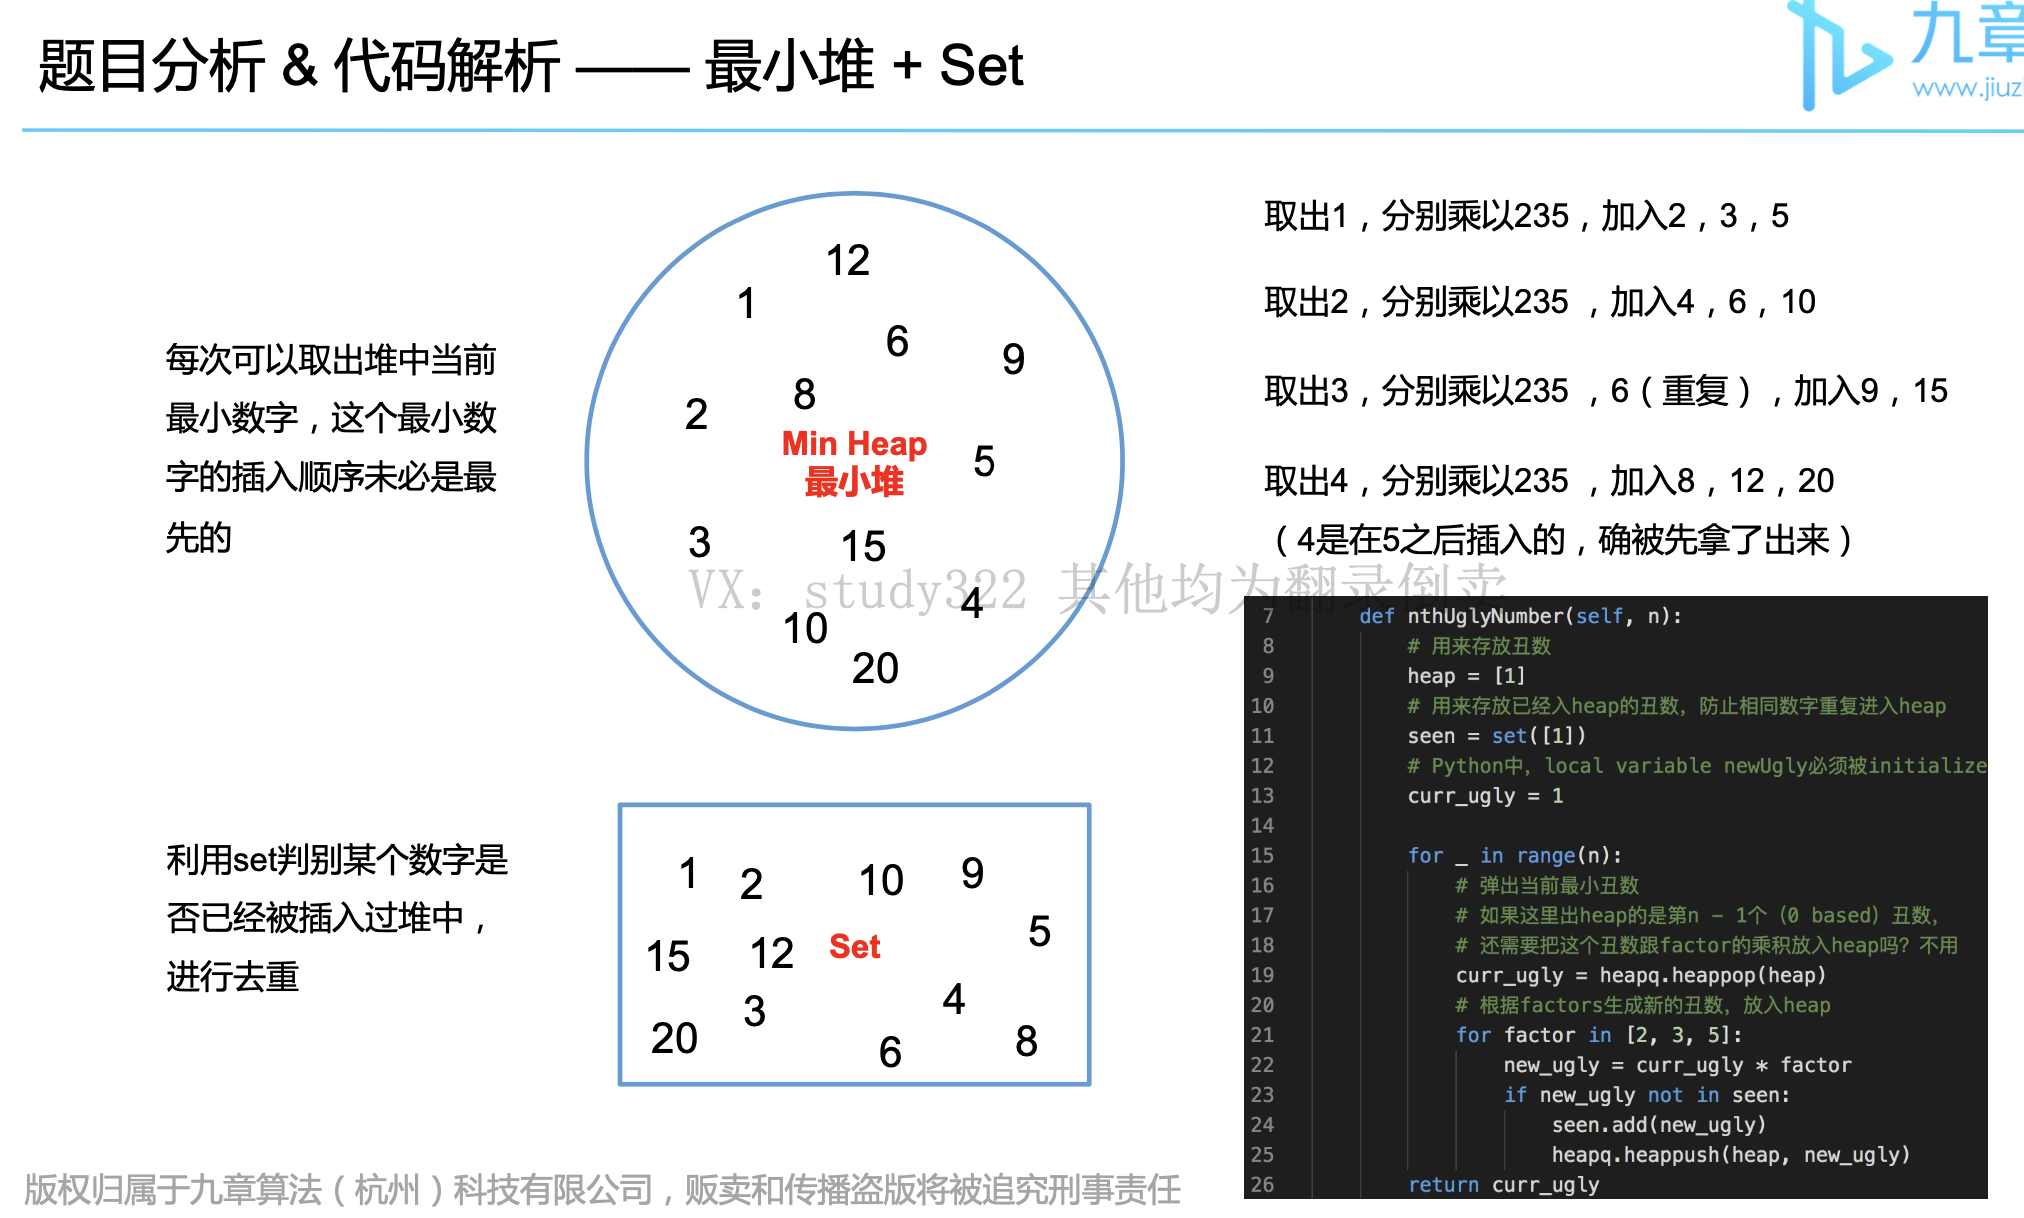 题目分析 & 代码解析 —— 最小堆 + Set
九章
www.jiuz
每次可以取出堆中当前
最小数字，这个最小数
字的插入顺序未必是最
先的
12
1
6
9
8
2
Min Heap
最小堆
5
3
15
4
10
20
取出1，分别乘以235，加入2，3，5
取出2，分别乘以235 ，加入4，6，10
取出3，分别乘以235 ，6（重复），加入9，15
取出4，分别乘以235 ，加入8，12，20
（4是在5之后插入的，确被先拿了出来）
VX：study322 其他均为翻录倒卖
利用set判别某个数字是
否已经被插入过堆中，
进行去重
1
2
10
9
5
15
12
Set
3
4
20
6
8
7 def nthUglyNumber(self, n):
8 # 用来存放丑数
9 heap = [1]
10 # 用来存放已经入heap的丑数，防止相同数字重复进入heap
11 seen = set([1])
12 # Python中，local variable newUgly必须被initialize
13 curr_ugly = 1
14
15 for _ in range(n):
16 # 弹出当前最小丑数
17 # 如果这里出heap的是第n - 1个（0 based）丑数，
18 # 还需要把这个丑数跟factor的乘积放入heap吗？不用
19 curr_ugly = heapq.heappop(heap)
20 # 根据factors生成新的丑数，放入heap
21 for factor in [2, 3, 5]:
22 new_ugly = curr_ugly * factor
23 if new_ugly not in seen:
24 seen.add(new_ugly)
25 heapq.heappush(heap, new_ugly)
26 return curr_ugly
版权归属于九章算法（杭州）科技有限公司，贩卖和传播盗版将被追究刑事责任